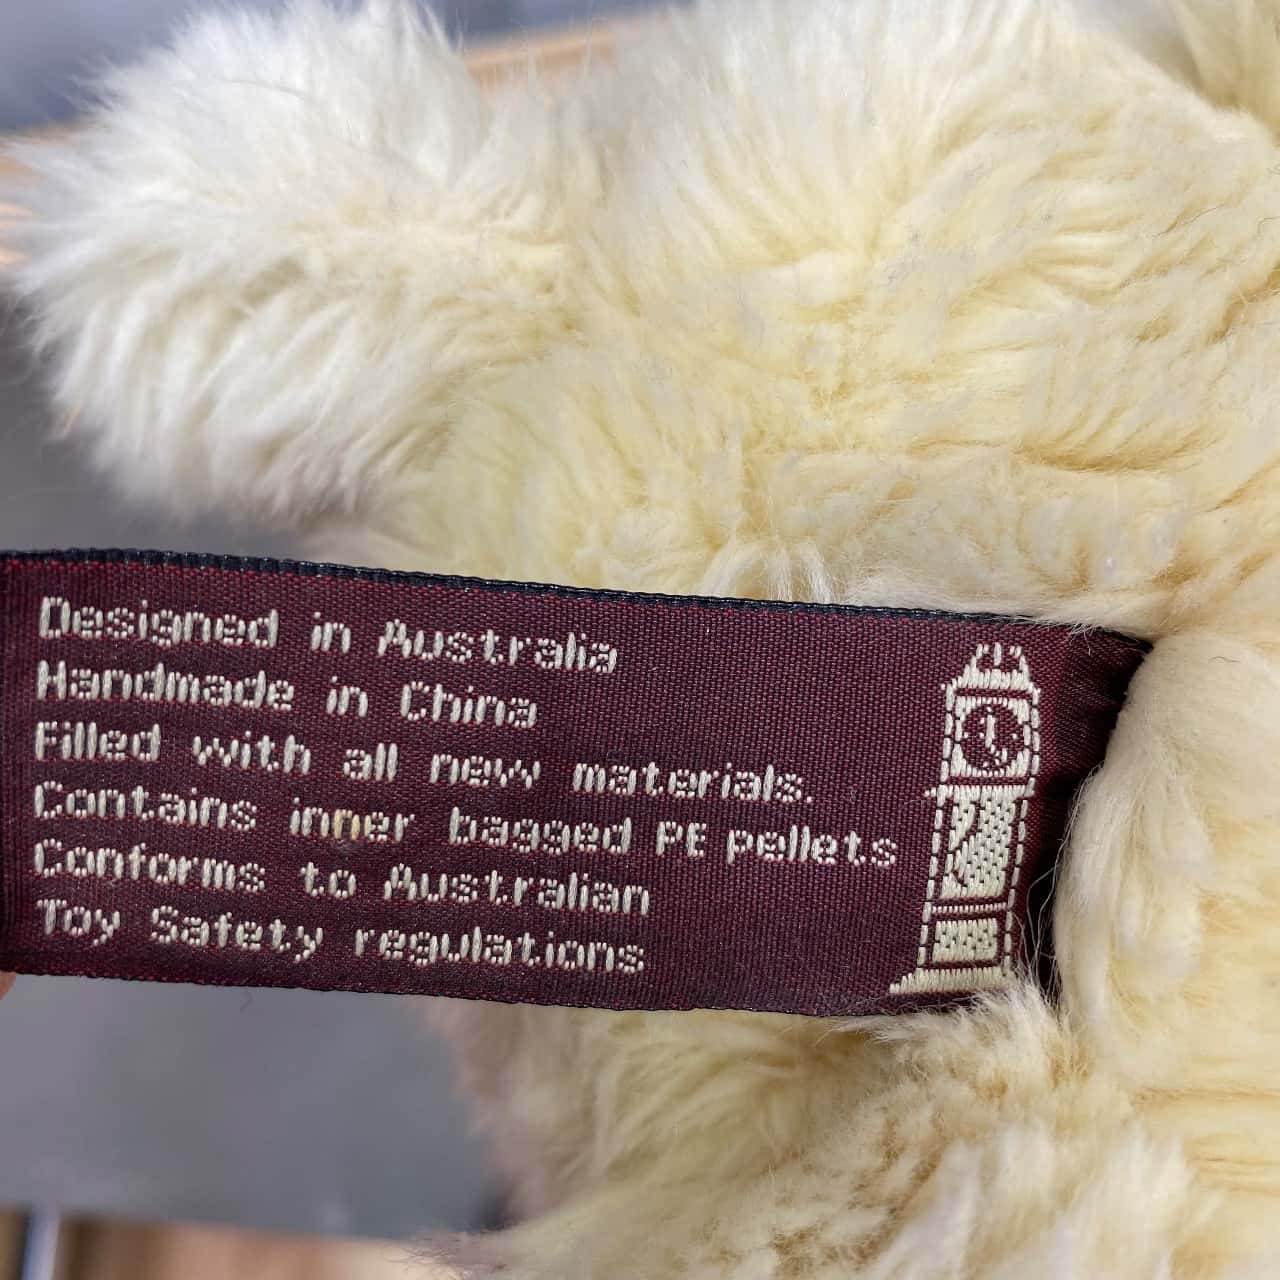 Designed in Australia
Handmade in China
Filled with all new materials.
Contains inner bagged PE pellets
Conforms to Australian
Toy Safety regulations